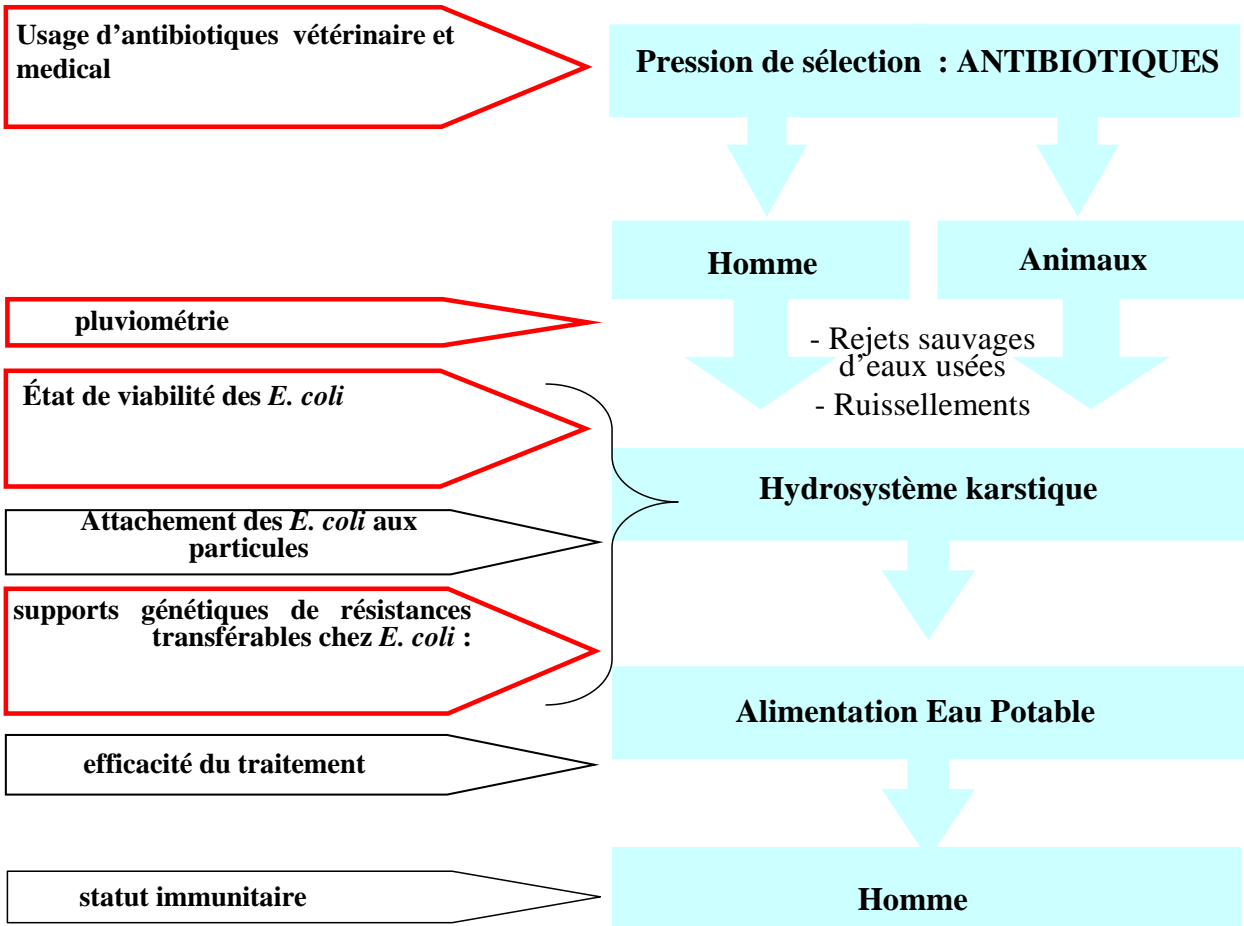 Usage d’antibiotiques vétérinaire et
medical
Pression de sélection : ANTIBIOTIQUES
Homme
Animaux
pluviométrie
- Rejets sauvages
d’eaux usées
- Ruissellements
État de viabilité des E. coli
Hydrosystème karstique
Attachement des E. coli aux
particules
supports génétiques de résistances
transférables chez E. coli :
Alimentation Eau Potable
efficacité du traitement
statut immunitaire
Homme